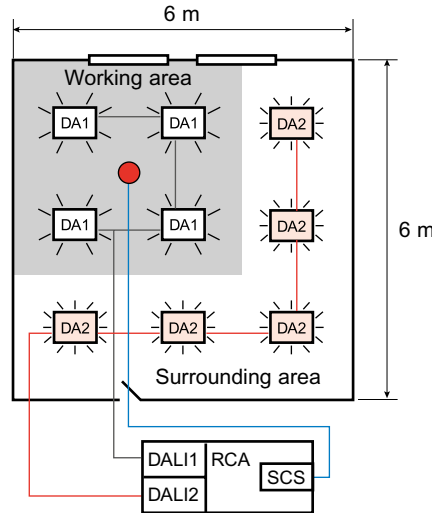 6 m
Working area
DA1 DA1 DA2
6 m
DA1 DA1 DA2
DA2 DA2 DA2
Surrounding area
DALI1 RCA
SCS
DALI2